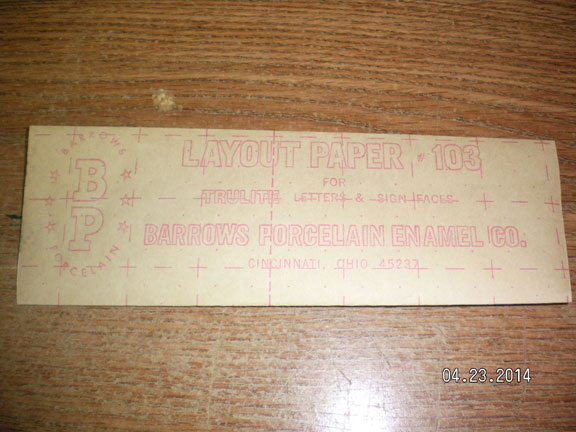 BARROWS
BP
PORCELAIN
LAYOUT PAPER # 103
FOR
TRULITE LETTERS & SIGN FACES
BARROWS PORCELAIN ENAMEL CO.
CINCINNATI, OHIO 45237
04.23.2014